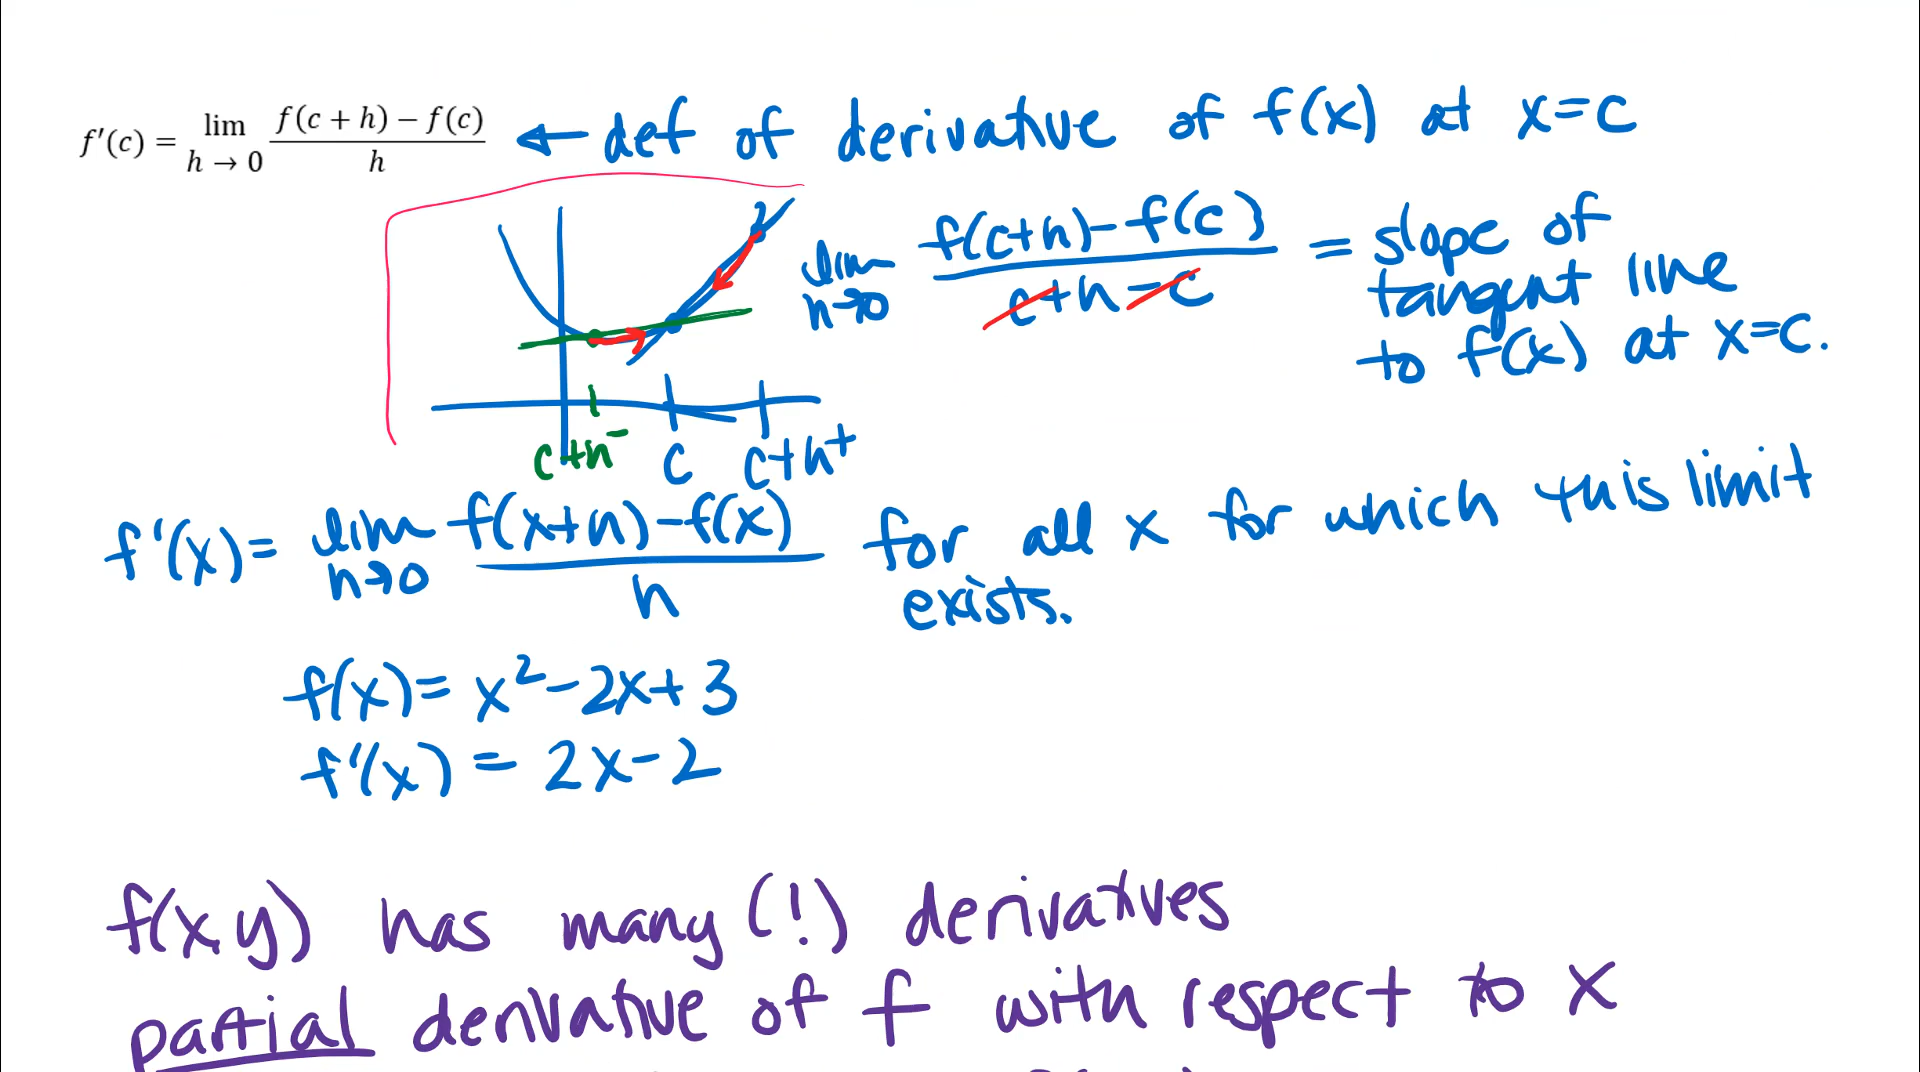 f′(c) = lim h → 0 f(c + h) − f(c) / h ← def of derivative of f(x) at x=c
lim h→0 f(c+h)-f(c) / c+h-c = slope of
tangent line
to f(x) at x=c.
c+h⁻ c c+h⁺
f'(x) = lim h→0 f(x+h)-f(x) / h for all x for which this limit
exists.
f(x) = x²-2x+3
f'(x) = 2x-2
f(x,y) has many (!) derivatives
partial derivative of f with respect to x